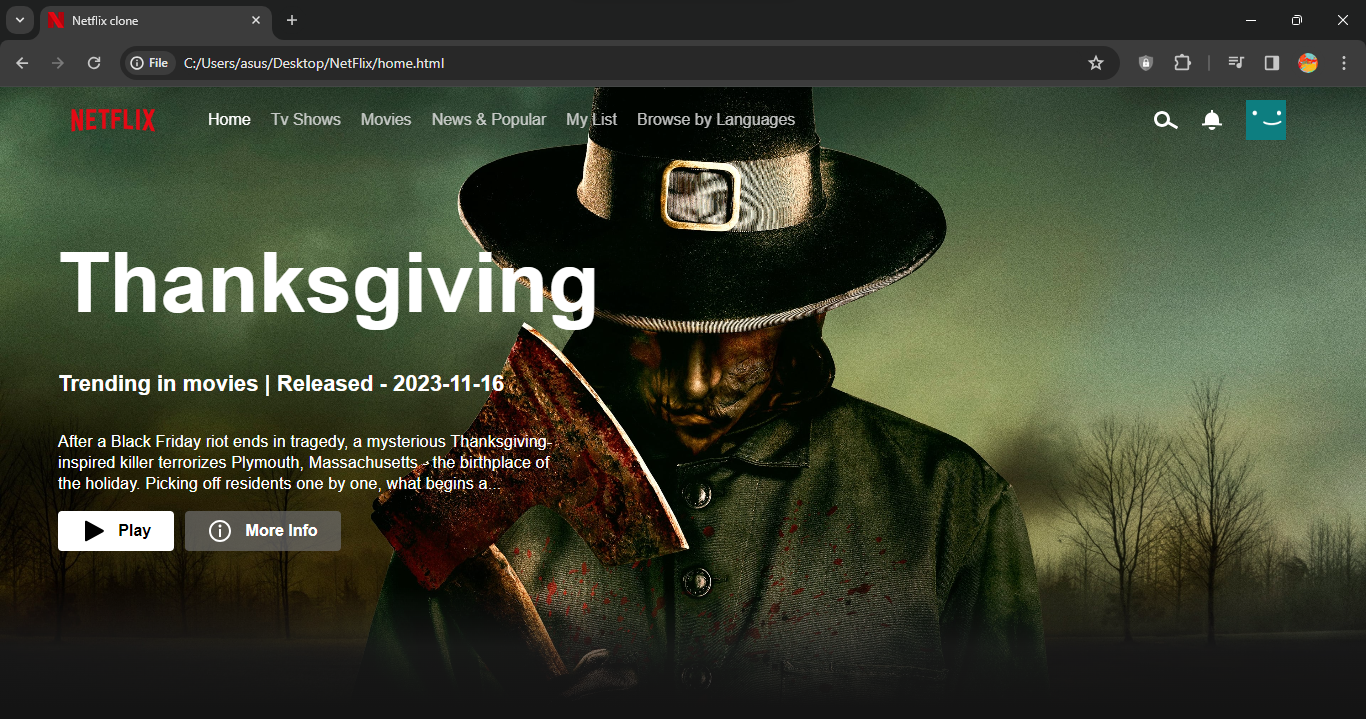 Netflix clone
File C:/Users/asus/Desktop/NetFlix/home.html
NETFLIX Home Tv Shows Movies News & Popular My List Browse by Languages
Thanksgiving
Trending in movies | Released - 2023-11-16
After a Black Friday riot ends in tragedy, a mysterious Thanksgiving-
inspired killer terrorizes Plymouth, Massachusetts - the birthplace of
the holiday. Picking off residents one by one, what begins a...
Play More Info